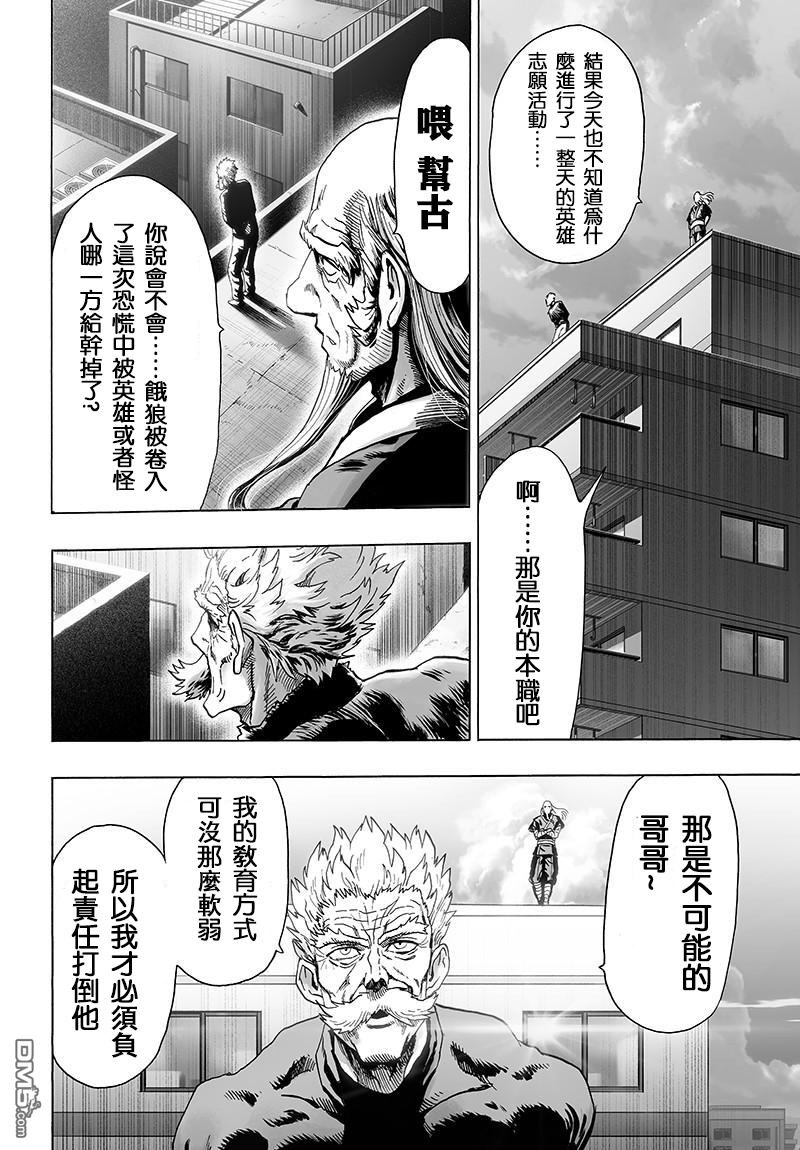 結果今天也不知道為什
麼進行了一整天的英雄
志願活動……
啊……那是你的本職吧
喂 幫古
你說會不會……餓狼被卷入
了這次恐慌中被英雄或者怪
人哪一方給幹掉了?
那是不可能的
哥哥~
我的教育方式
可沒那麼軟弱
所以我才必須負
起責任打倒他
DM5.com